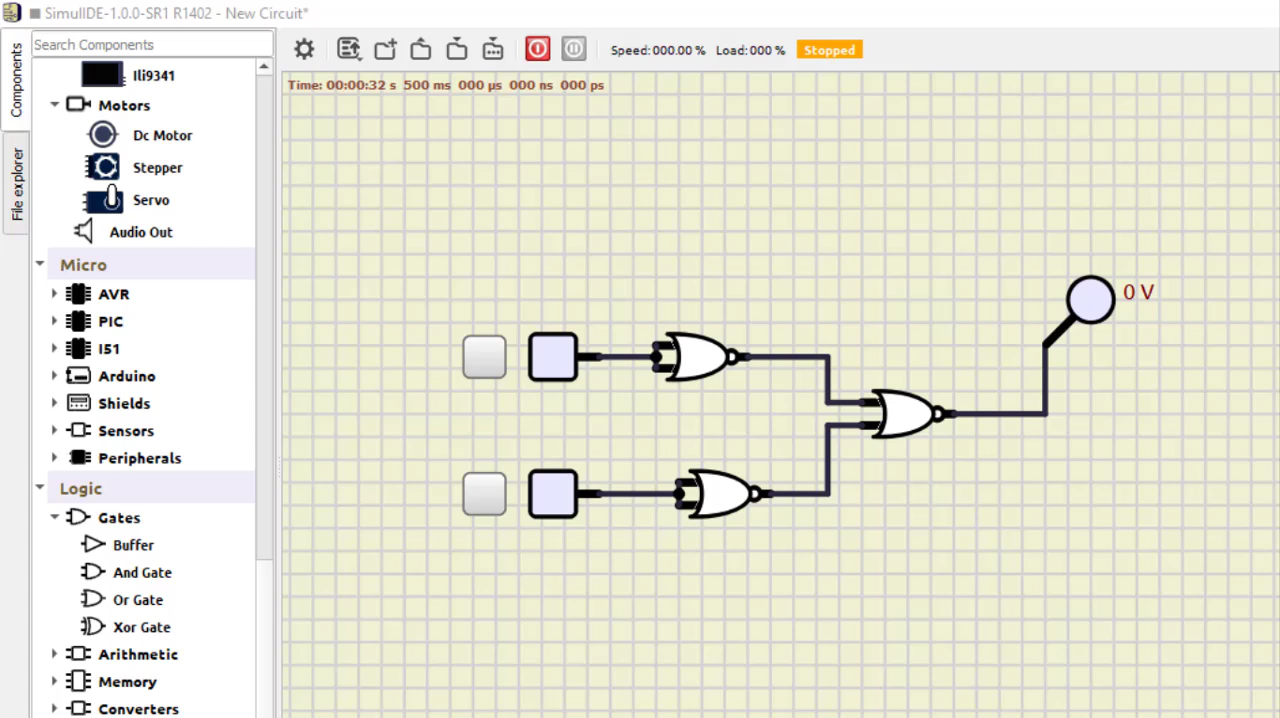 SimulIDE-1.0.0-SR1 R1402 - New Circuit*
Components
File explorer
Search Components
Ili9341
Motors
Dc Motor
Stepper
Servo
Audio Out
Micro
AVR
PIC
I51
Arduino
Shields
Sensors
Peripherals
Logic
Gates
Buffer
And Gate
Or Gate
Xor Gate
Arithmetic
Memory
Converters
Speed: 000.00 % Load: 000 % Stopped
Time: 00:00:32 s 500 ms 000 µs 000 ns 000 ps
0 V